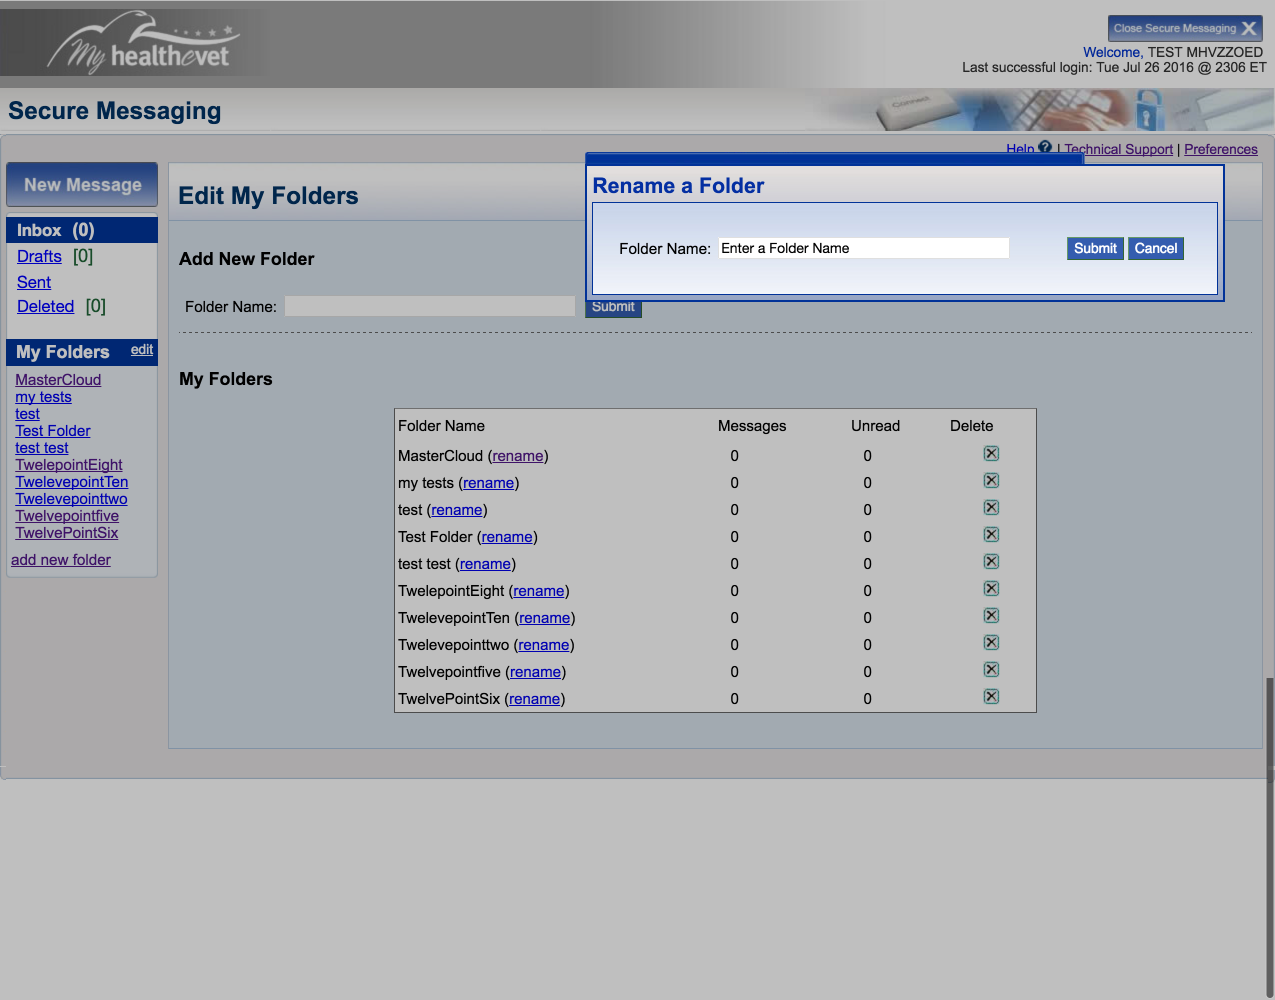 My healthevet
Close Secure Messaging X
Welcome, TEST MHVZZOED
Last successful login: Tue Jul 26 2016 @ 2306 ET
Secure Messaging
Connect
Help ? | Technical Support | Preferences
New Message
Inbox (0)
Drafts [0]
Sent
Deleted [0]
My Folders edit
MasterCloud
my tests
test
Test Folder
test test
TwelepointEight
TwelevepointTen
Twelevepointtwo
Twelvepointfive
TwelvePointSix
add new folder
Edit My Folders
Rename a Folder
Folder Name: Enter a Folder Name Submit Cancel
Add New Folder
Folder Name: Submit
My Folders
Folder Name Messages Unread Delete
MasterCloud (rename) 0 0
my tests (rename) 0 0
test (rename) 0 0
Test Folder (rename) 0 0
test test (rename) 0 0
TwelepointEight (rename) 0 0
TwelevepointTen (rename) 0 0
Twelevepointtwo (rename) 0 0
Twelvepointfive (rename) 0 0
TwelvePointSix (rename) 0 0